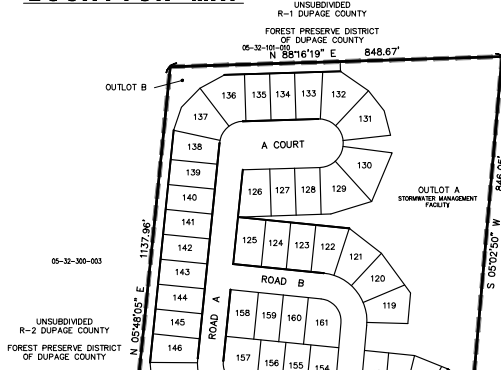 UNSUBDIVIDED
R-1 DUPAGE COUNTY
FOREST PRESERVE DISTRICT
OF DUPAGE COUNTY
05-32-101-010
N 88°16'19" E 848.67'
OUTLOT B
136
135
134
133
132
137
131
138
A COURT
139
130
140
126
127
128
129
OUTLOT A
STORMWATER MANAGEMENT
FACILITY
846.05'
S 05°02'50" W
141
1137.96'
N 05°48'05" E
142
125
124
123
122
121
05-32-300-003
143
120
144
ROAD B
119
145
158
159
160
161
ROAD A
UNSUBDIVIDED
R-2 DUPAGE COUNTY
FOREST PRESERVE DISTRICT
OF DUPAGE COUNTY
146
157
156
155
154